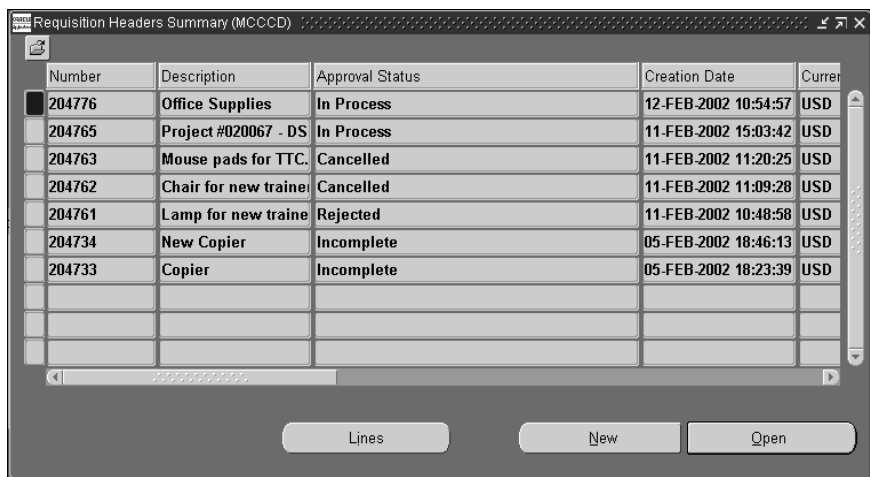 ORACLE
Applications
Requisition Headers Summary (MCCCD)
Number Description Approval Status Creation Date Curren
204776 Office Supplies In Process 12-FEB-2002 10:54:57 USD
204765 Project #020067 - DS In Process 11-FEB-2002 15:03:42 USD
204763 Mouse pads for TTC. Cancelled 11-FEB-2002 11:20:25 USD
204762 Chair for new trainer Cancelled 11-FEB-2002 11:09:28 USD
204761 Lamp for new traine Rejected 11-FEB-2002 10:48:58 USD
204734 New Copier Incomplete 05-FEB-2002 18:46:13 USD
204733 Copier Incomplete 05-FEB-2002 18:23:39 USD
Lines New Open